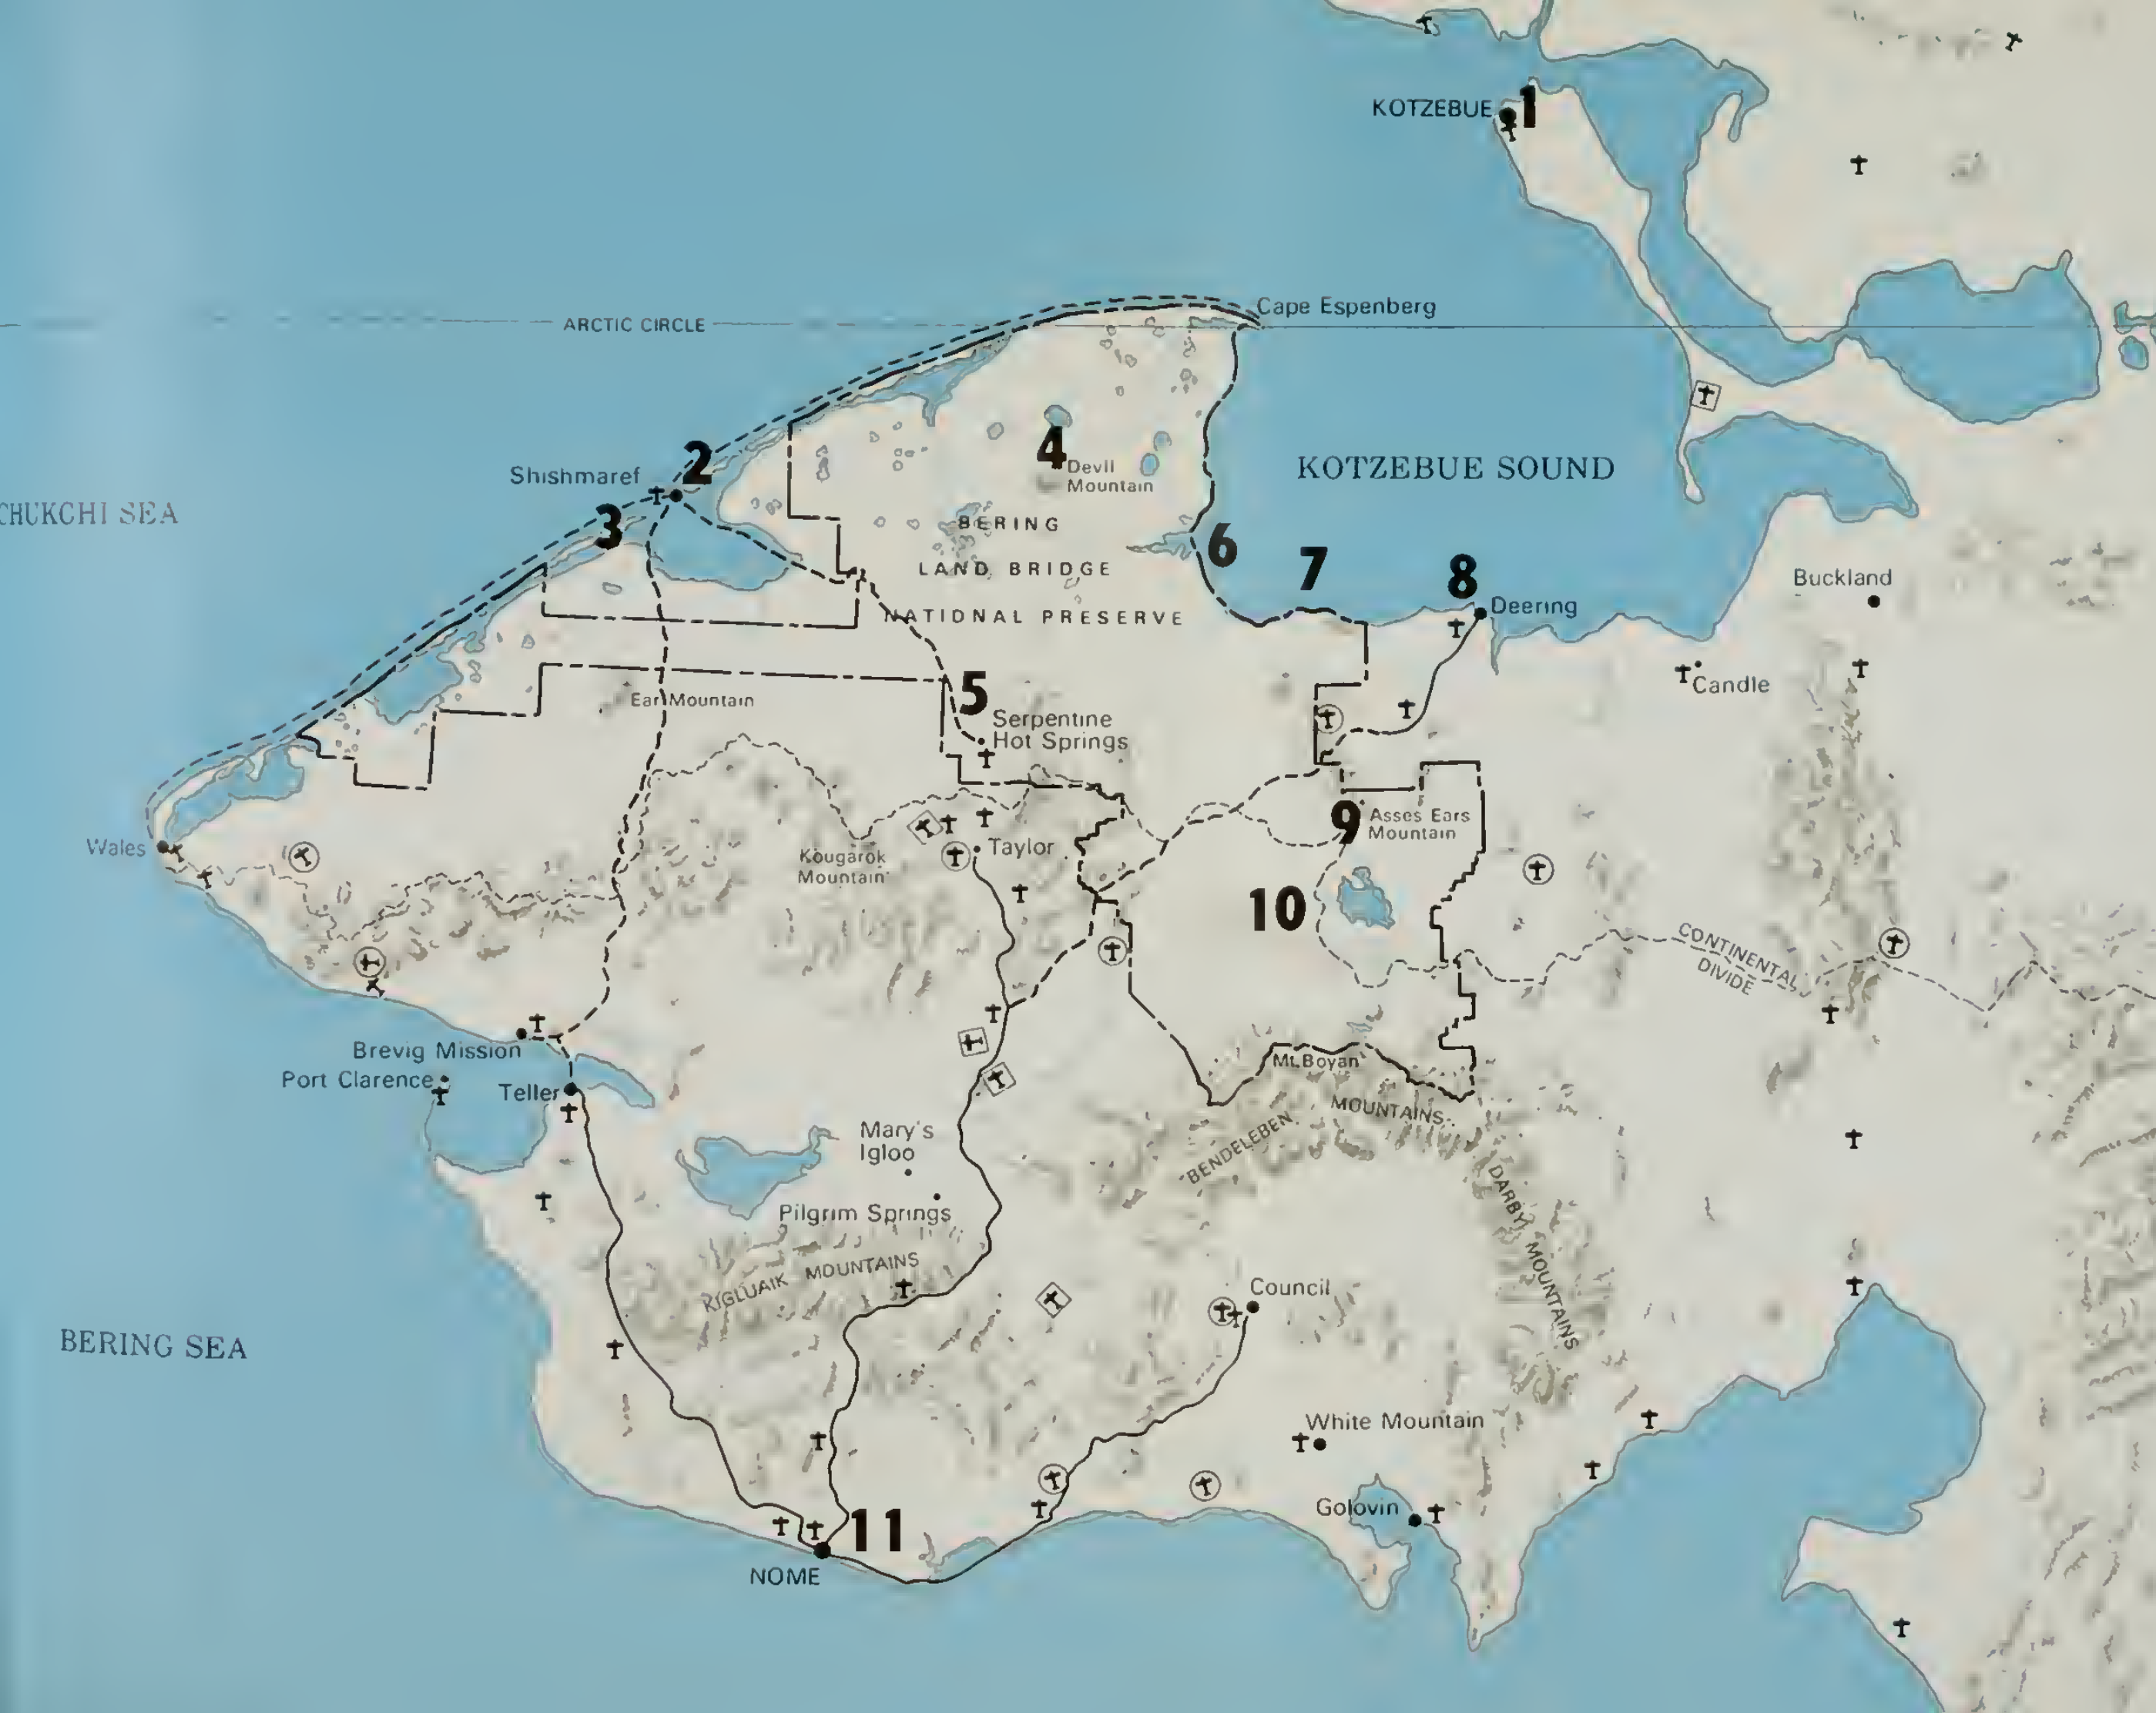 KOTZEBUE
1
Cape Espenberg
ARCTIC CIRCLE
2
Shishmaref
4
Devil
Mountain
KOTZEBUE SOUND
CHUKCHI SEA
3
BERING
6
LAND BRIDGE
7
8
Buckland
Deering
NATIONAL PRESERVE
5
Ear Mountain
Candle
Serpentine
Hot Springs
9
Asses Ears
Mountain
Wales
Taylor
Kougarok
Mountain
10
CONTINENTAL
DIVIDE
Brevig Mission
Mt. Boyan
Port Clarence
Teller
MOUNTAINS
BENDELEBEN
Mary's
Igloo
DARBY
MOUNTAINS
Pilgrim Springs
KIGLUAIK MOUNTAINS
Council
BERING SEA
White Mountain
Golovin
11
NOME